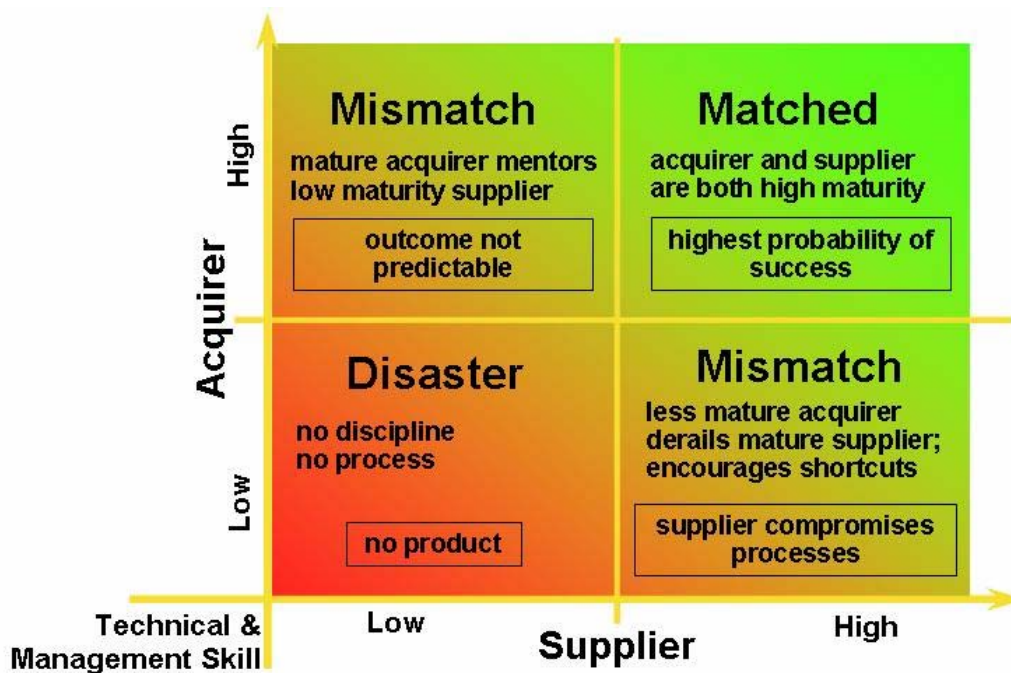 Mismatch
mature acquirer mentors
low maturity supplier
outcome not
predictable
Matched
acquirer and supplier
are both high maturity
highest probability of
success
High
Acquirer
Low
Disaster
no discipline
no process
no product
Mismatch
less mature acquirer
derails mature supplier;
encourages shortcuts
supplier compromises
processes
Technical &
Management Skill
Low
Supplier
High